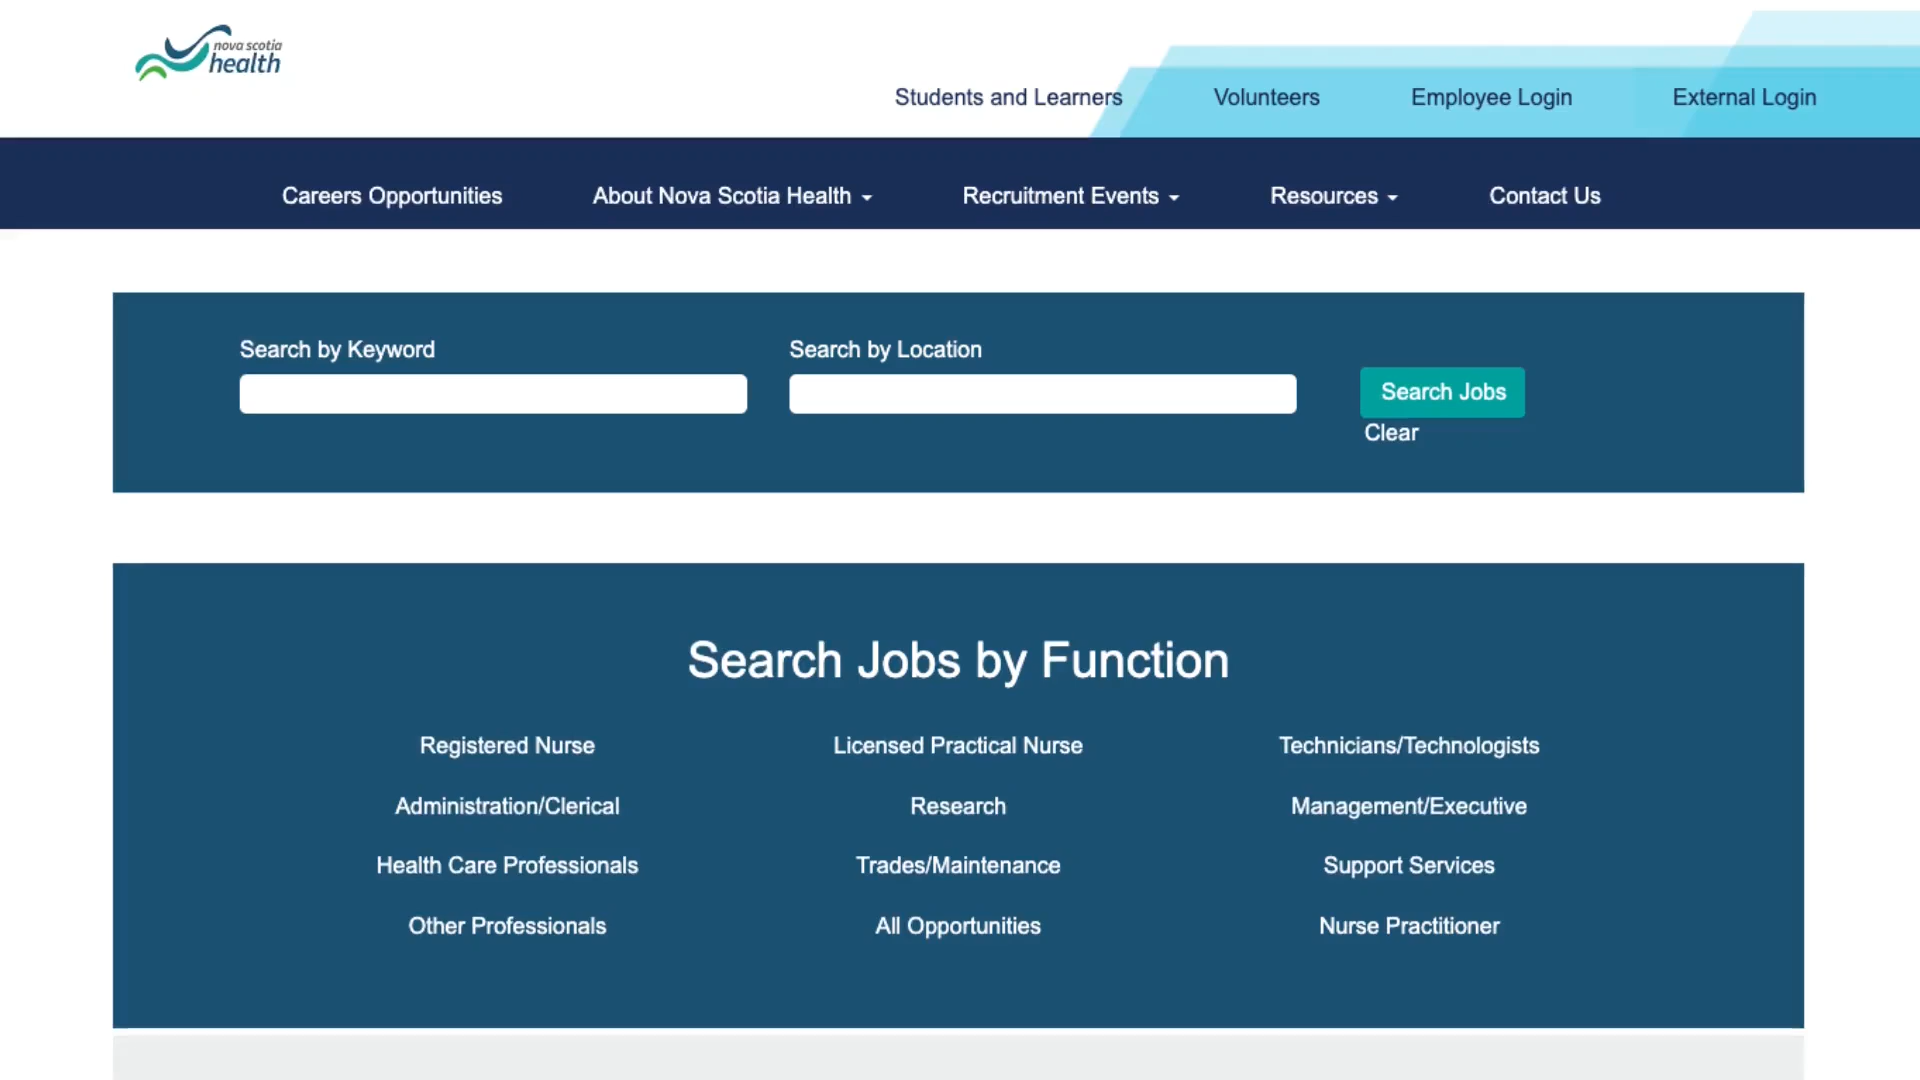 nova scotia
health
Students and Learners Volunteers Employee Login External Login
Careers Opportunities About Nova Scotia Health Recruitment Events Resources Contact Us
Search by Keyword Search by Location
Search Jobs
Clear
Search Jobs by Function
Registered Nurse Licensed Practical Nurse Technicians/Technologists
Administration/Clerical Research Management/Executive
Health Care Professionals Trades/Maintenance Support Services
Other Professionals All Opportunities Nurse Practitioner